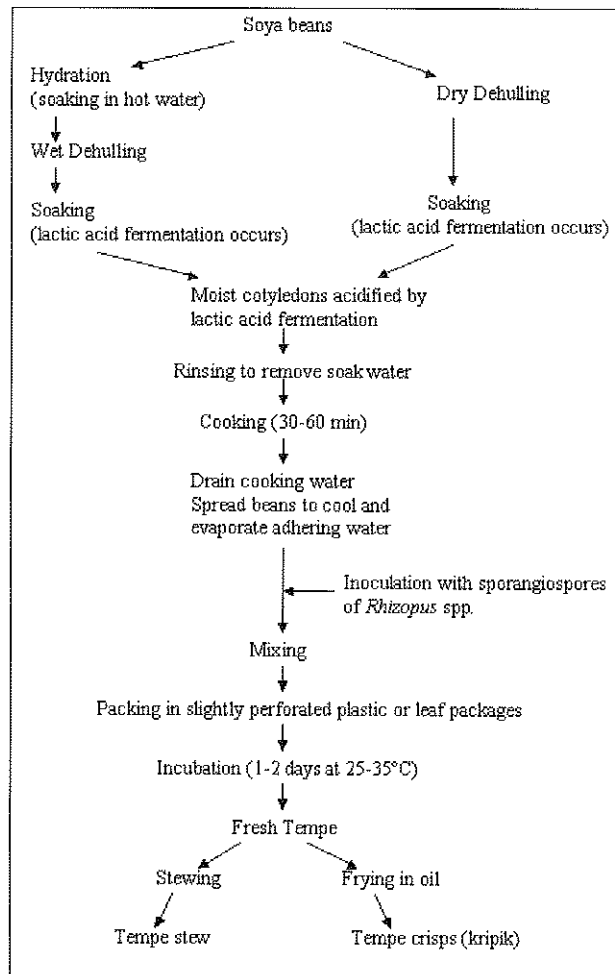 Soya beans
Hydration
(soaking in hot water)
Dry Dehulling
Wet Dehulling
Soaking
(lactic acid fermentation occurs)
Soaking
(lactic acid fermentation occurs)
Moist cotyledons acidified by
lactic acid fermentation
Rinsing to remove soak water
Cooking (30-60 min)
Drain cooking water
Spread beans to cool and
evaporate adhering water
Inoculation with sporangiospores
of Rhizopus spp.
Mixing
Packing in slightly perforated plastic or leaf packages
Incubation (1-2 days at 25-35°C)
Fresh Tempe
Stewing
Frying in oil
Tempe stew
Tempe crisps (kripik)